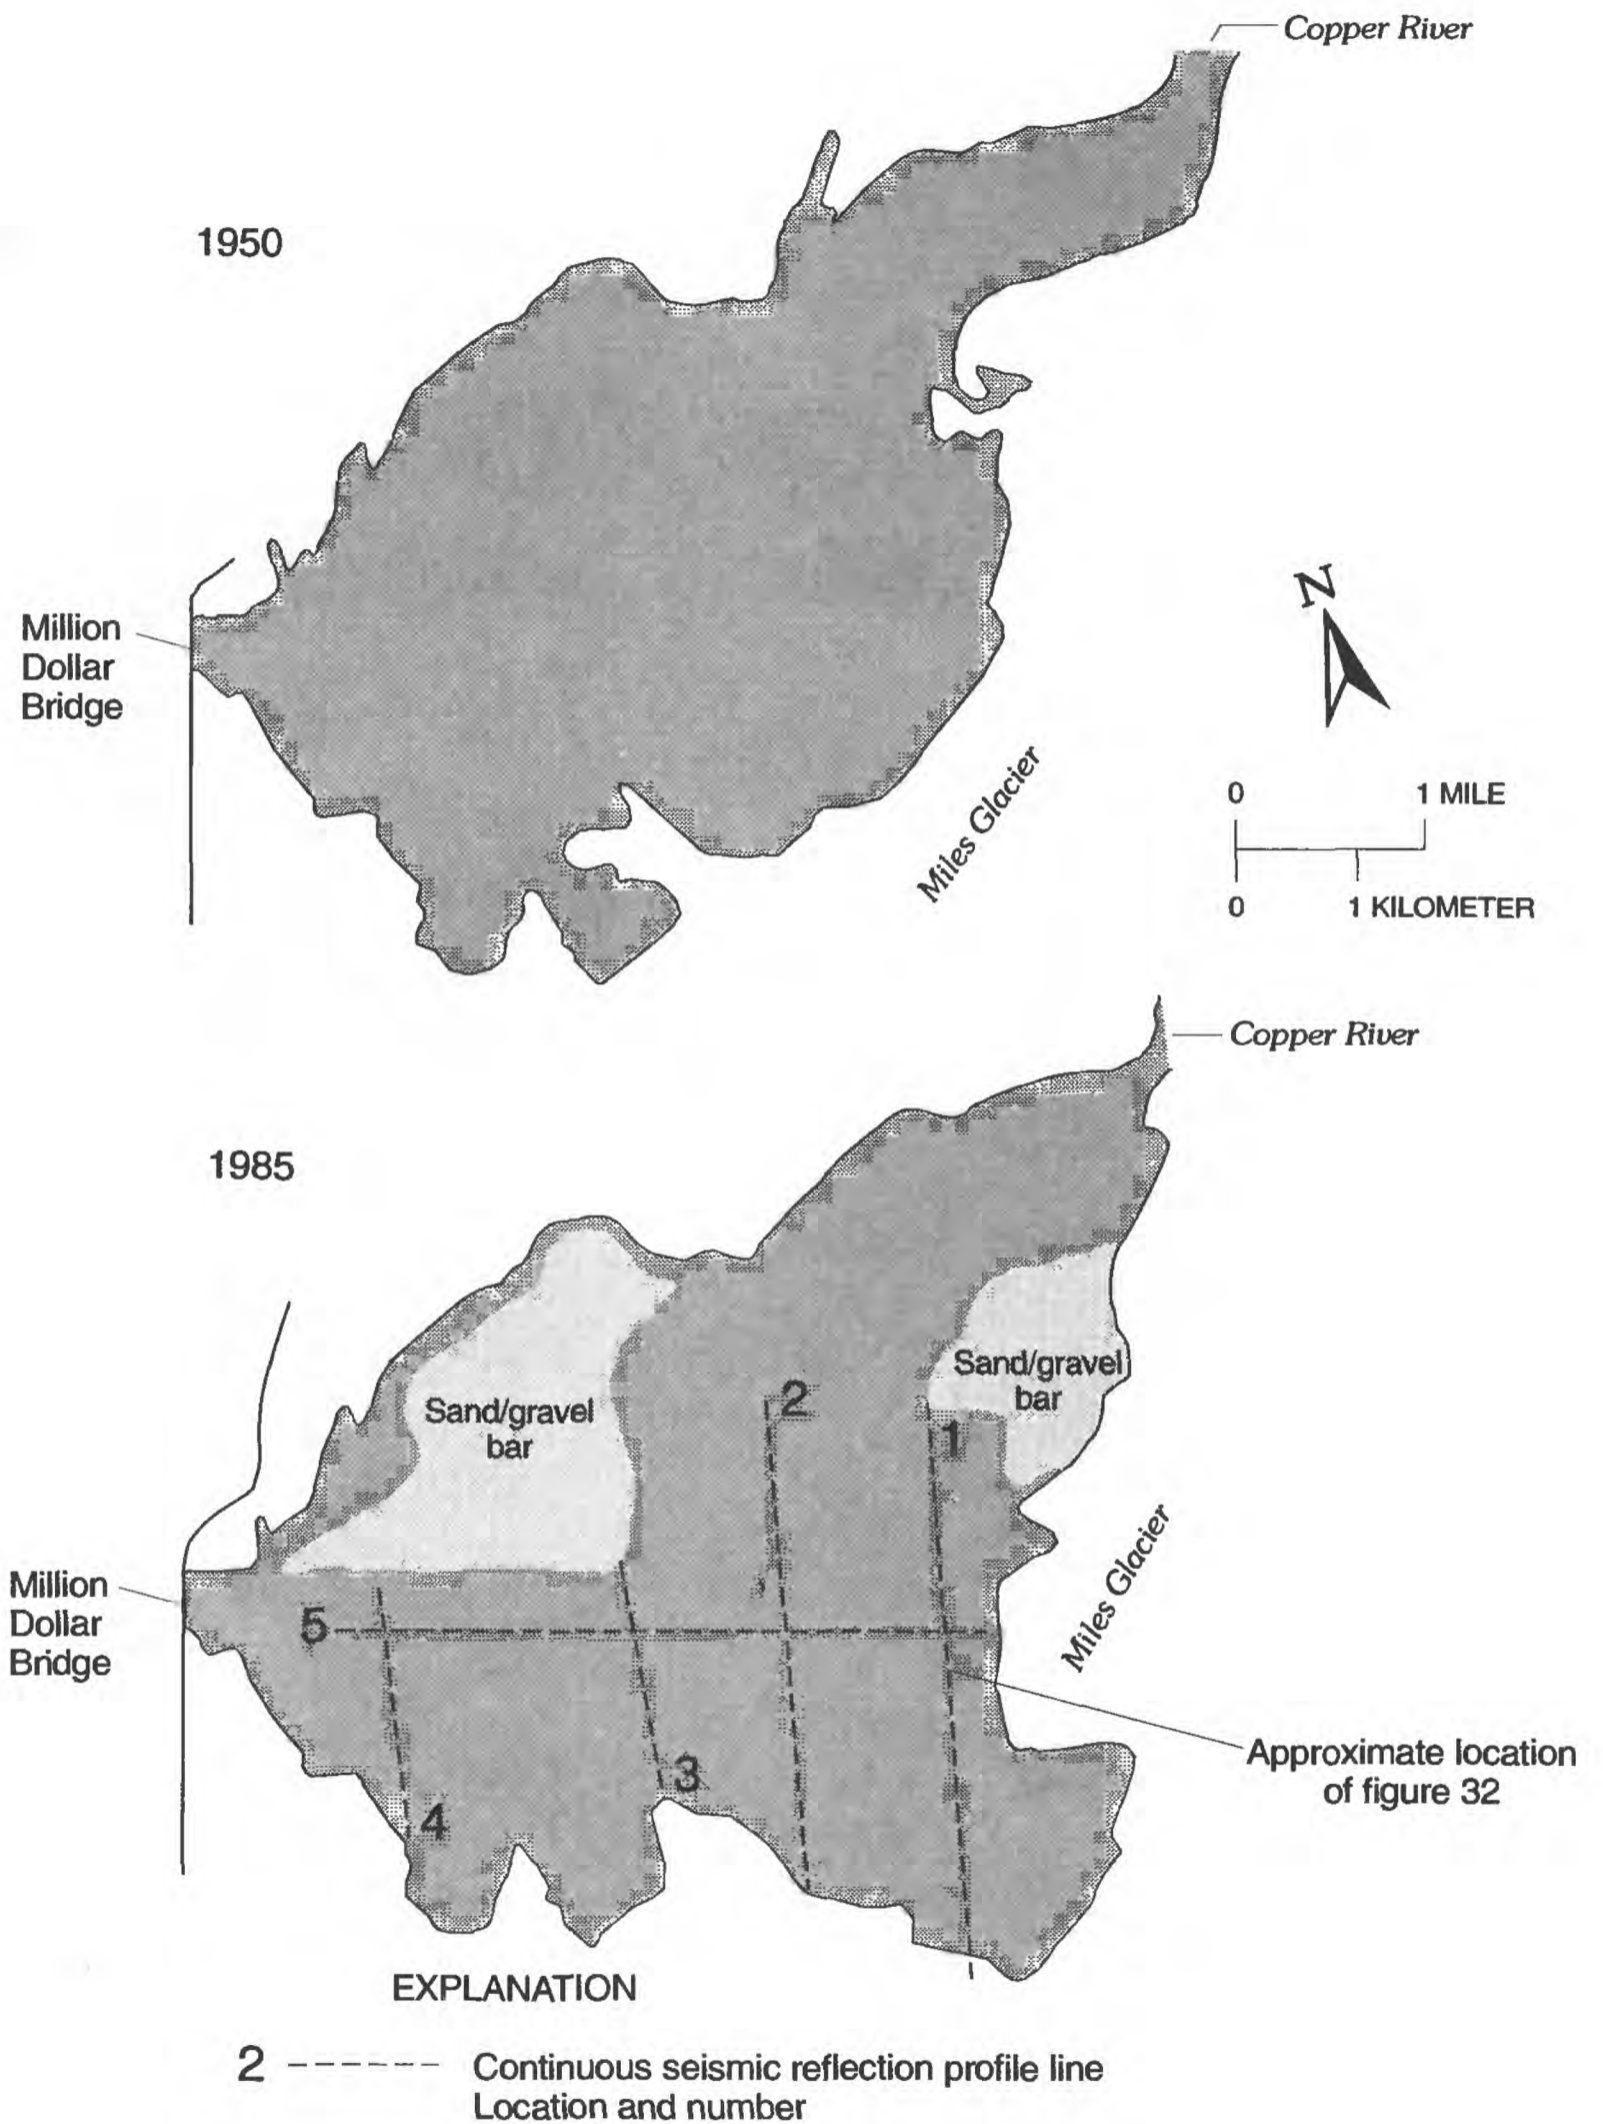 Copper River
1950
Million
Dollar
Bridge
N
0 1 MILE
0 1 KILOMETER
Miles Glacier
Copper River
1985
Sand/gravel
bar
Sand/gravel
bar
2
1
Million
Dollar
Bridge
5
Miles Glacier
3
4
Approximate location
of figure 32
EXPLANATION
2 Continuous seismic reflection profile line
Location and number